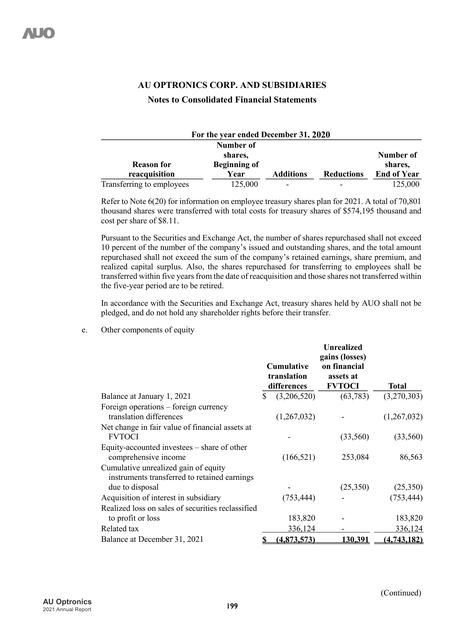 AUO
AU OPTRONICS CORP. AND SUBSIDIARIES
Notes to Consolidated Financial Statements
For the year ended December 31, 2020
Reason for reacquisition Number of shares, Beginning of Year Additions Reductions Number of shares, End of Year
Transferring to employees 125,000 - - 125,000
Refer to Note 6(20) for information on employee treasury shares plan for 2021. A total of 70,801
thousand shares were transferred with total costs for treasury shares of $574,195 thousand and
cost per share of $8.11.
Pursuant to the Securities and Exchange Act, the number of shares repurchased shall not exceed
10 percent of the number of the company's issued and outstanding shares, and the total amount
repurchased shall not exceed the sum of the company's retained earnings, share premium, and
realized capital surplus. Also, the shares repurchased for transferring to employees shall be
transferred within five years from the date of reacquisition and those shares not transferred within
the five-year period are to be retired.
In accordance with the Securities and Exchange Act, treasury shares held by AUO shall not be
pledged, and do not hold any shareholder rights before their transfer.
e. Other components of equity
Cumulative translation differences Unrealized gains (losses) on financial assets at FVTOCI Total
Balance at January 1, 2021 $ (3,206,520) (63,783) (3,270,303)
Foreign operations – foreign currency
translation differences (1,267,032) - (1,267,032)
Net change in fair value of financial assets at
FVTOCI - (33,560) (33,560)
Equity-accounted investees – share of other
comprehensive income (166,521) 253,084 86,563
Cumulative unrealized gain of equity
instruments transferred to retained earnings
due to disposal - (25,350) (25,350)
Acquisition of interest in subsidiary (753,444) - (753,444)
Realized loss on sales of securities reclassified
to profit or loss 183,820 - 183,820
Related tax 336,124 - 336,124
Balance at December 31, 2021 $ (4,873,573) 130,391 (4,743,182)
(Continued)
AU Optronics
2021 Annual Report
199